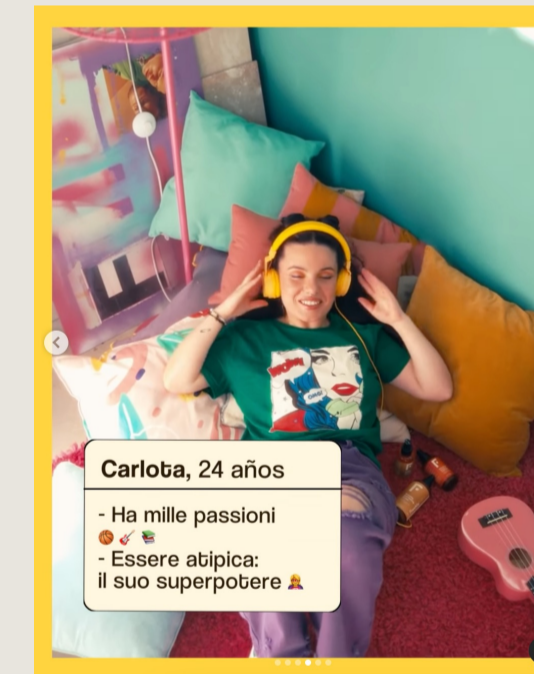 Carlota, 24 años
- Ha mille passioni
🏀🎸📚
- Essere atipica:
il suo superpotere 🦸‍♀️